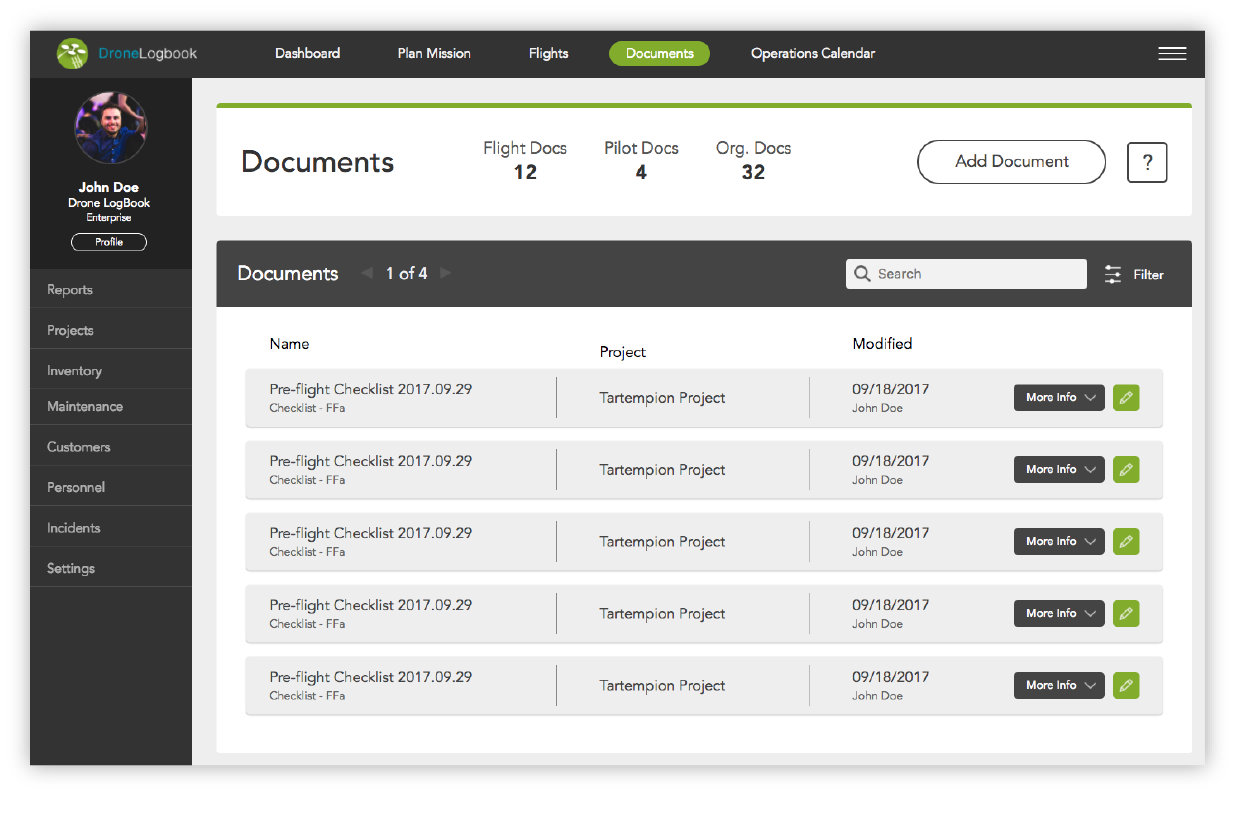 DroneLogbook
Dashboard
Plan Mission
Flights
Documents
Operations Calendar
John Doe
Drone LogBook
Enterprise
Profile
Reports
Projects
Inventory
Maintenance
Customers
Personnel
Incidents
Settings
Documents
Flight Docs
12
Pilot Docs
4
Org. Docs
32
Add Document
?
Documents
1 of 4
Search
Filter
Name
Project
Modified
Pre-flight Checklist 2017.09.29
Checklist - FFa
Tartempion Project
09/18/2017
John Doe
More Info
Pre-flight Checklist 2017.09.29
Checklist - FFa
Tartempion Project
09/18/2017
John Doe
More Info
Pre-flight Checklist 2017.09.29
Checklist - FFa
Tartempion Project
09/18/2017
John Doe
More Info
Pre-flight Checklist 2017.09.29
Checklist - FFa
Tartempion Project
09/18/2017
John Doe
More Info
Pre-flight Checklist 2017.09.29
Checklist - FFa
Tartempion Project
09/18/2017
John Doe
More Info